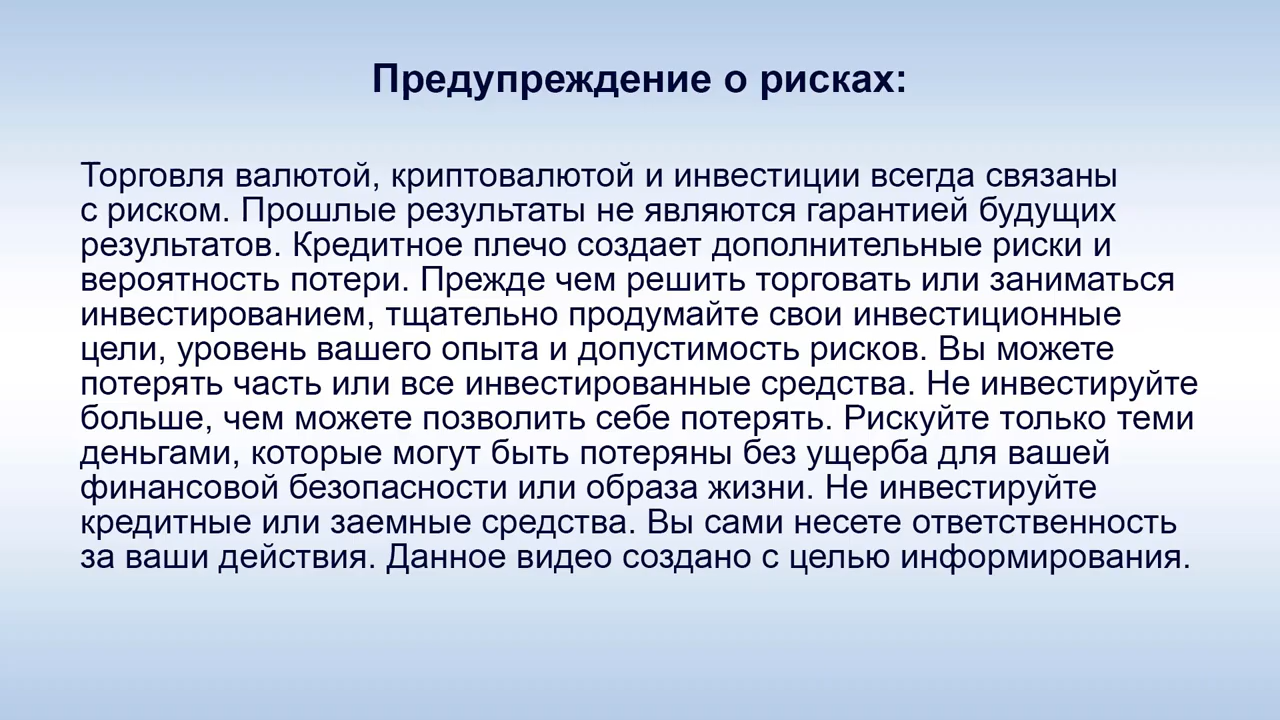 Предупреждение о рисках:
Торговля валютой, криптовалютой и инвестиции всегда связаны
с риском. Прошлые результаты не являются гарантией будущих
результатов. Кредитное плечо создает дополнительные риски и
вероятность потери. Прежде чем решить торговать или заниматься
инвестированием, тщательно продумайте свои инвестиционные
цели, уровень вашего опыта и допустимость рисков. Вы можете
потерять часть или все инвестированные средства. Не инвестируйте
больше, чем можете позволить себе потерять. Рискуйте только теми
деньгами, которые могут быть потеряны без ущерба для вашей
финансовой безопасности или образа жизни. Не инвестируйте
кредитные или заемные средства. Вы сами несете ответственность
за ваши действия. Данное видео создано с целью информирования.